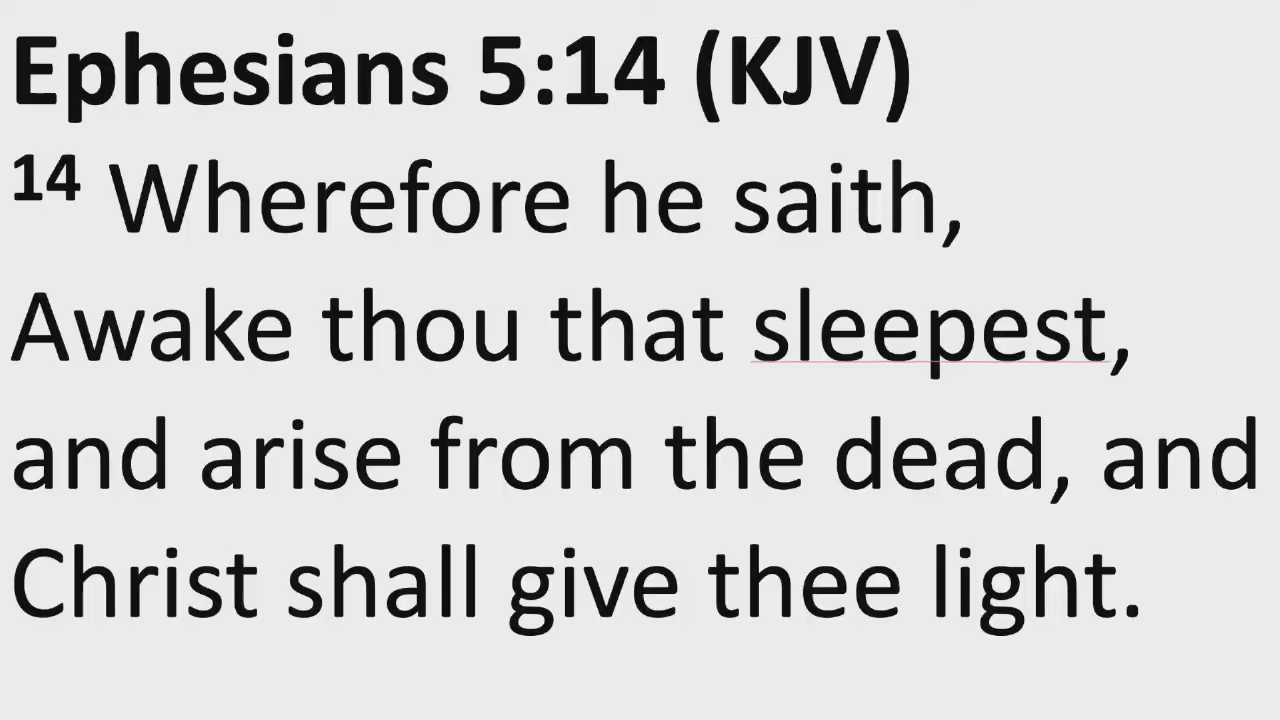 Ephesians 5:14 (KJV)
14 Wherefore he saith,
Awake thou that sleepest,
and arise from the dead, and
Christ shall give thee light.